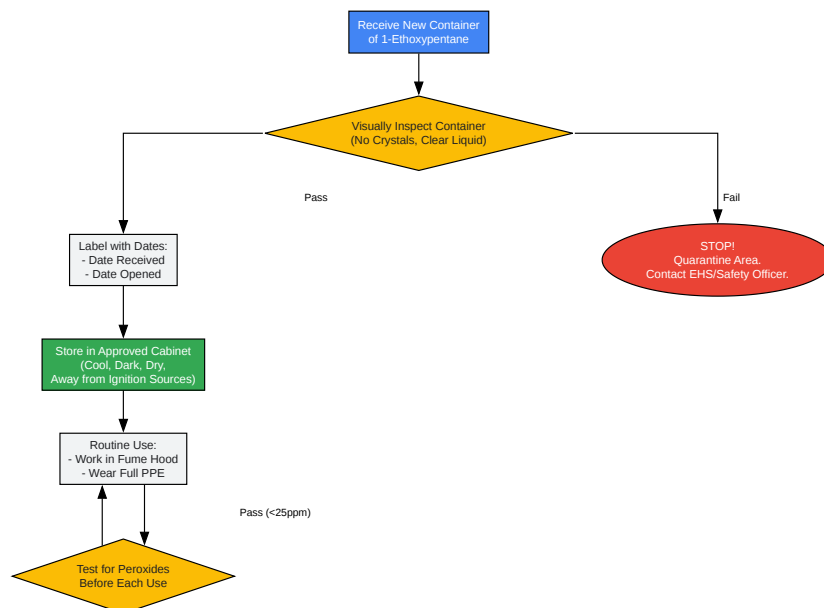 Receive New Container
of 1-Ethoxypentane
Visually Inspect Container
(No Crystals, Clear Liquid)
Pass
Fail
Label with Dates:
- Date Received
- Date Opened
STOP!
Quarantine Area.
Contact EHS/Safety Officer.
Store in Approved Cabinet
(Cool, Dark, Dry,
Away from Ignition Sources)
Routine Use:
- Work in Fume Hood
- Wear Full PPE
Pass (<25ppm)
Test for Peroxides
Before Each Use